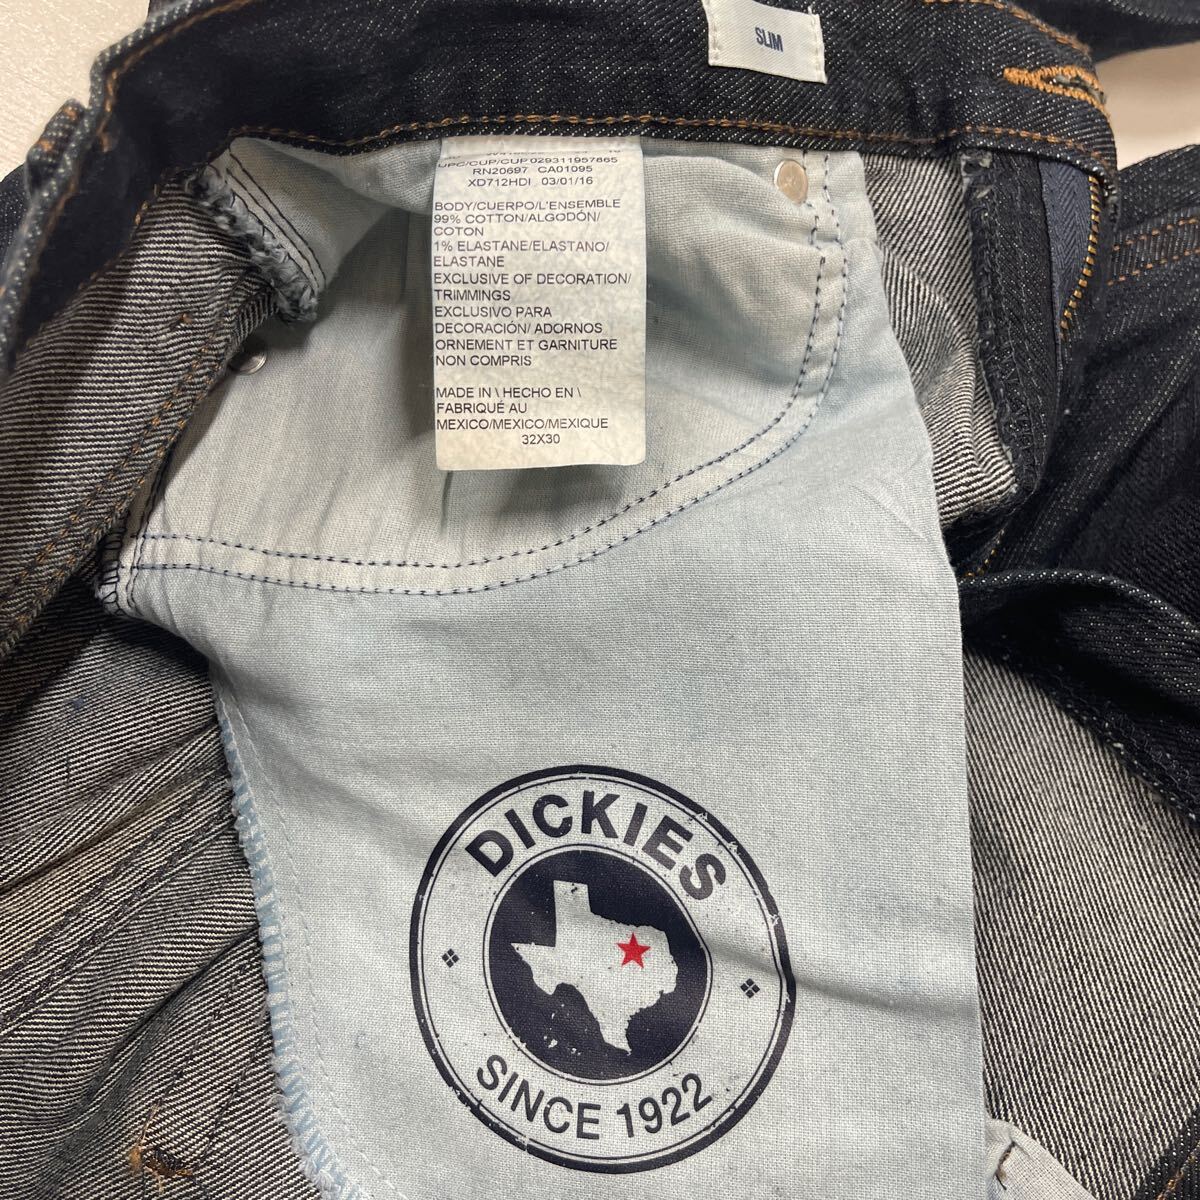 SLIM
UPC/CUP/CUP 029311957865
RN20697 CA01095
XD712HDI 03/01/16
BODY/CUERPO/L'ENSEMBLE
99% COTTON/ALGODÓN/
COTON
1% ELASTANE/ELASTANO/
ELASTANE
EXCLUSIVE OF DECORATION/
TRIMMINGS
EXCLUSIVO PARA
DECORACIÓN/ ADORNOS
ORNEMENT ET GARNITURE
NON COMPRIS
MADE IN \ HECHO EN \
FABRIQUÉ AU
MEXICO/MEXICO/MEXIQUE
32X30
DICKIES
SINCE 1922